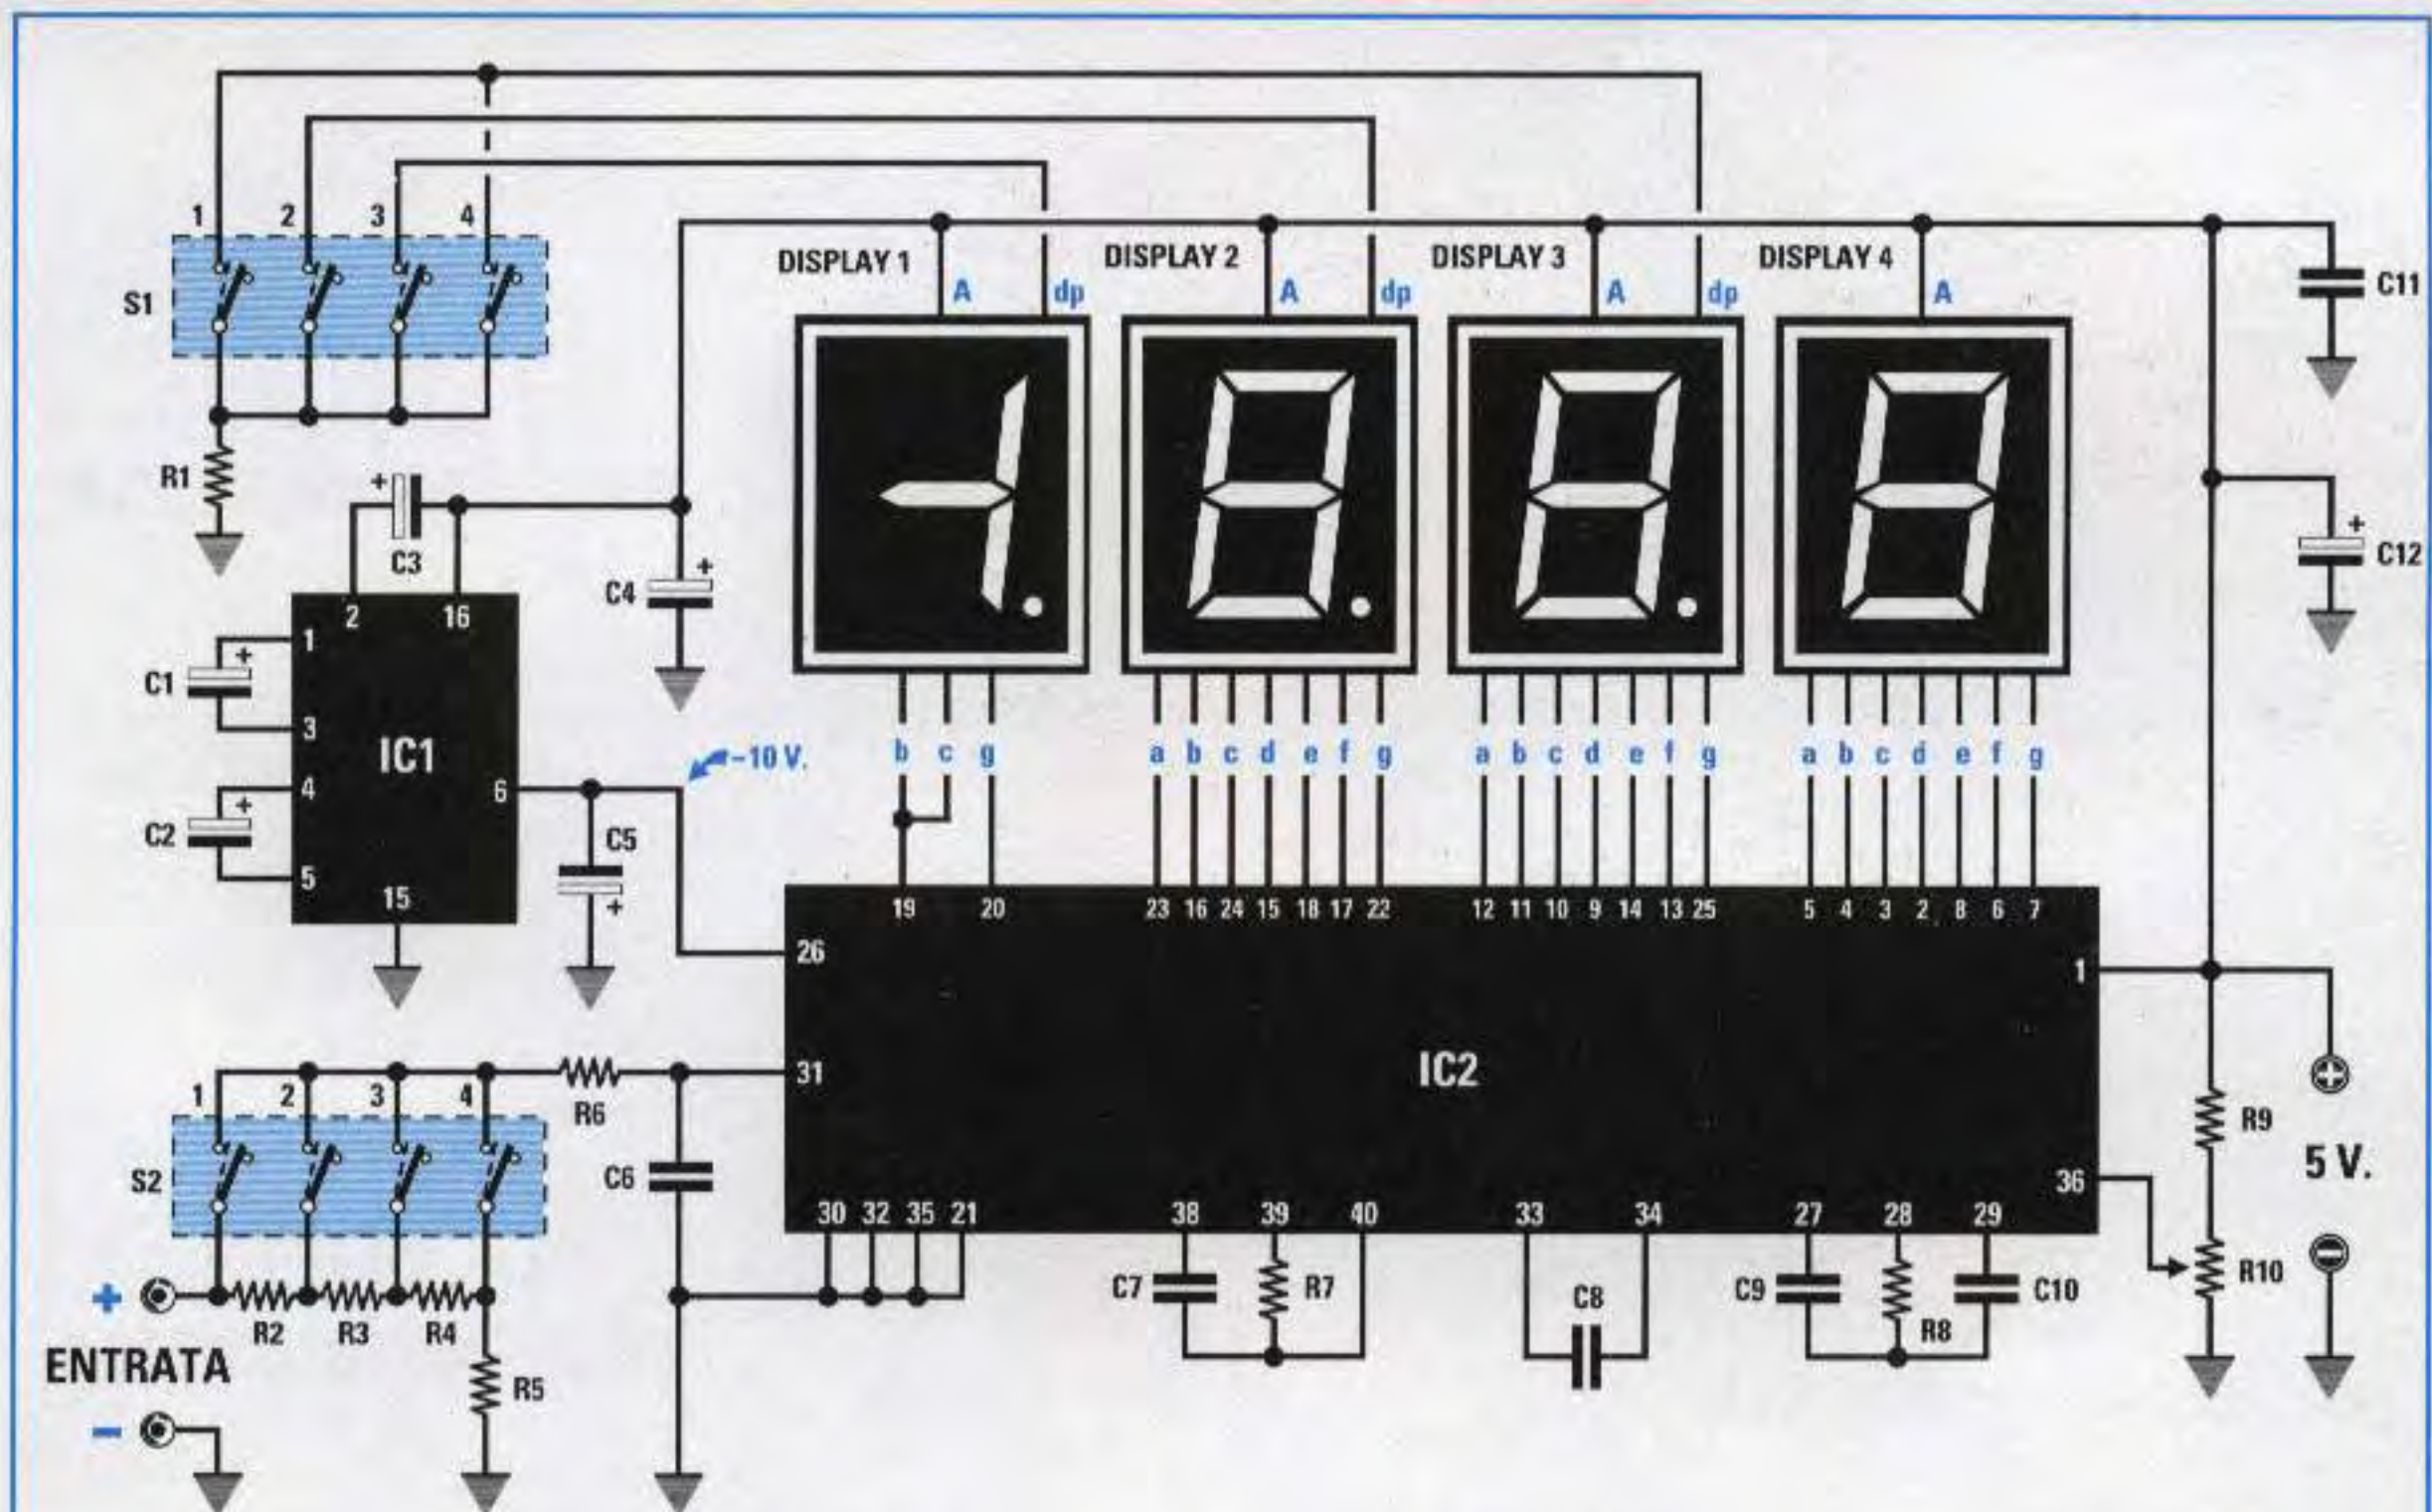 1 2 3 4
S1
DISPLAY 1 DISPLAY 2 DISPLAY 3 DISPLAY 4
A dp A dp A dp A
C11
R1
+
C3
C4 +
+
C12
2 16
1
+
C1
3
IC1
4
+
C2
5
6
15
C5
+
-10 V.
b c g a b c d e f g a b c d e f g a b c d e f g
19 20 23 16 24 15 18 17 22 12 11 10 9 14 13 25 5 4 3 2 8 6 7
26
1
31
IC2
1 2 3 4
R6
S2
C6
R9
5 V.
36
30 32 35 21 38 39 40 33 34 27 28 29
R10
C7 R7 C8 C9 R8 C10
+
R2 R3 R4
ENTRATA
R5
-